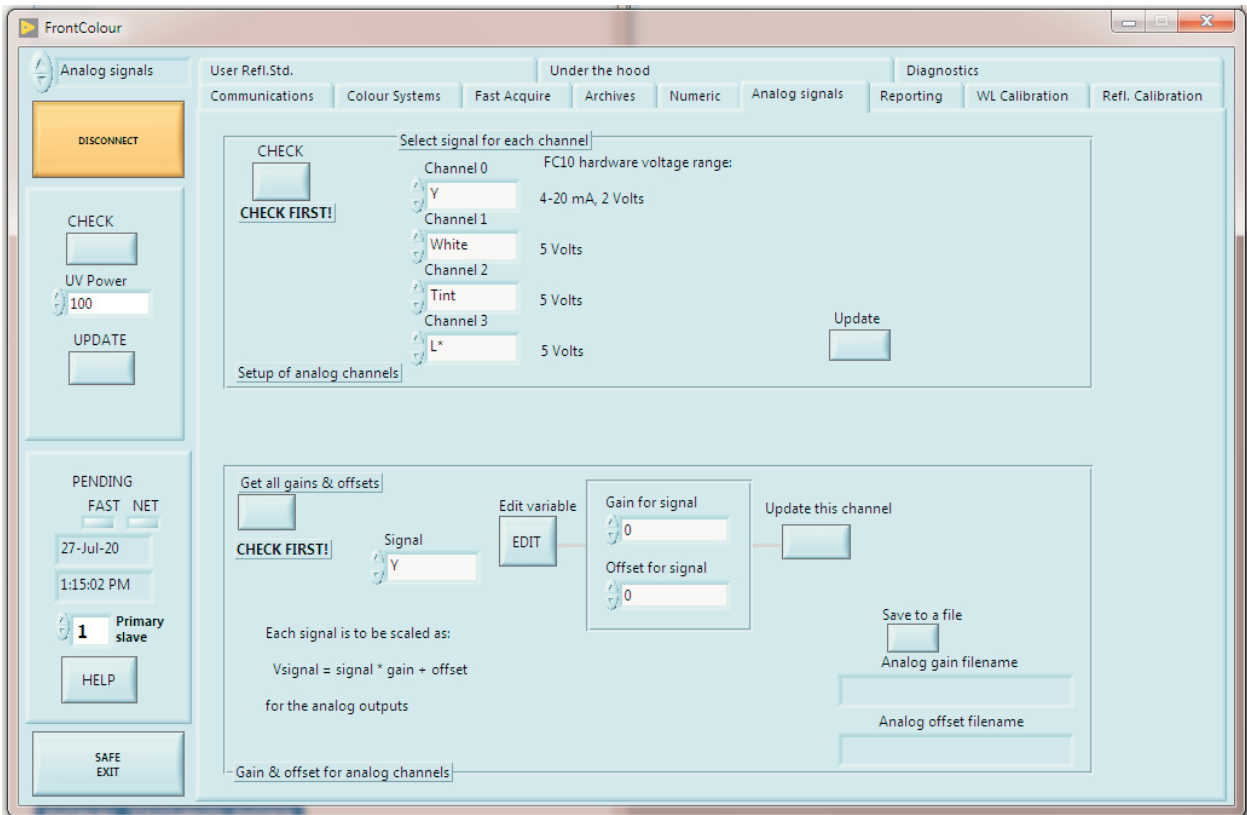 FrontColour
Analog signals
DISCONNECT
CHECK
UV Power
100
UPDATE
PENDING
FAST NET
27-Jul-20
1:15:02 PM
1 Primary slave
HELP
SAFE
EXIT
User Refl.Std. Under the hood Diagnostics
Communications Colour Systems Fast Acquire Archives Numeric Analog signals Reporting WL Calibration Refl. Calibration
Select signal for each channel
CHECK
CHECK FIRST!
Channel 0
Y
Channel 1
White
Channel 2
Tint
Channel 3
L*
FC10 hardware voltage range:
4-20 mA, 2 Volts
5 Volts
5 Volts
5 Volts
Update
Setup of analog channels
Get all gains & offsets
CHECK FIRST!
Signal
Y
Edit variable
EDIT
Gain for signal
0
Offset for signal
0
Update this channel
Each signal is to be scaled as:
Vsignal = signal * gain + offset
for the analog outputs
Save to a file
Analog gain filename
Analog offset filename
Gain & offset for analog channels